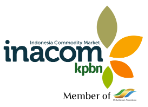 Indonesia Community Market
inacom
kpbn
Member of